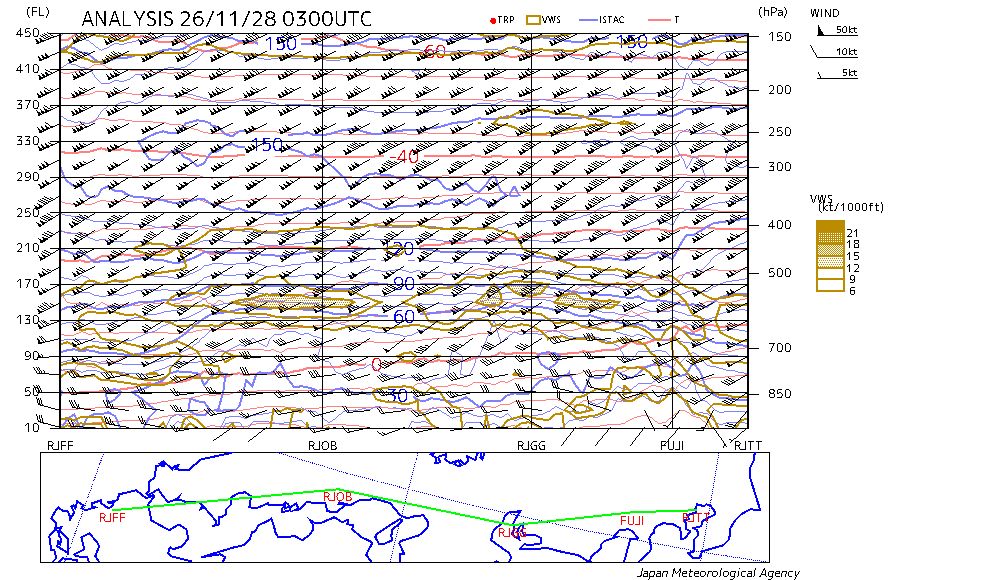 (FL)
ANALYSIS 26/11/28 0300UTC
TRP VWS ISTAC T
(hPa)
WIND
50kt
10kt
5kt
450
410
370
330
290
250
210
170
130
90
50
10
150
200
250
300
400
500
700
850
150
60
150
150
-40
-20
90
60
0
30
VWS
(kt/1000ft)
21
18
15
12
9
6
RJFF RJOB RJGG FUJI RJTT
RJFF RJOB RJGG FUJI RJTT
Japan Meteorological Agency